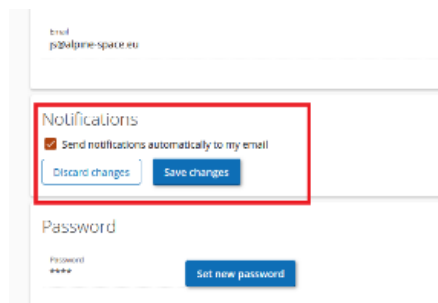 Email
js@alpine-space.eu
Notifications
Send notifications automatically to my email
Discard changes
Save changes
Password
Password
****
Set new password